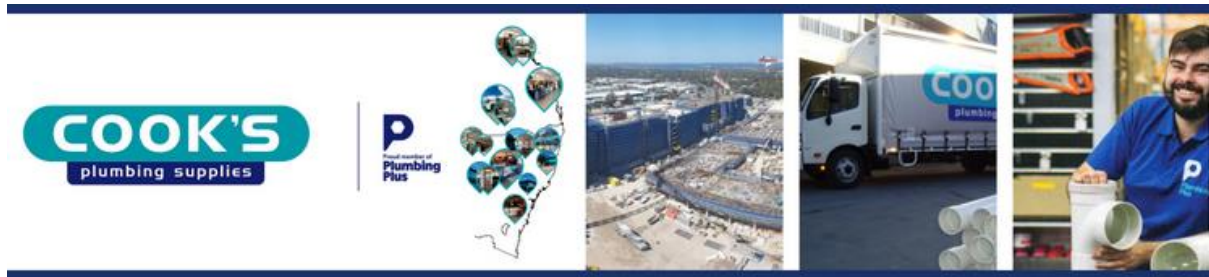 COOK'S
plumbing supplies
P
Proud member of
Plumbing
Plus
COO
plumbing
P